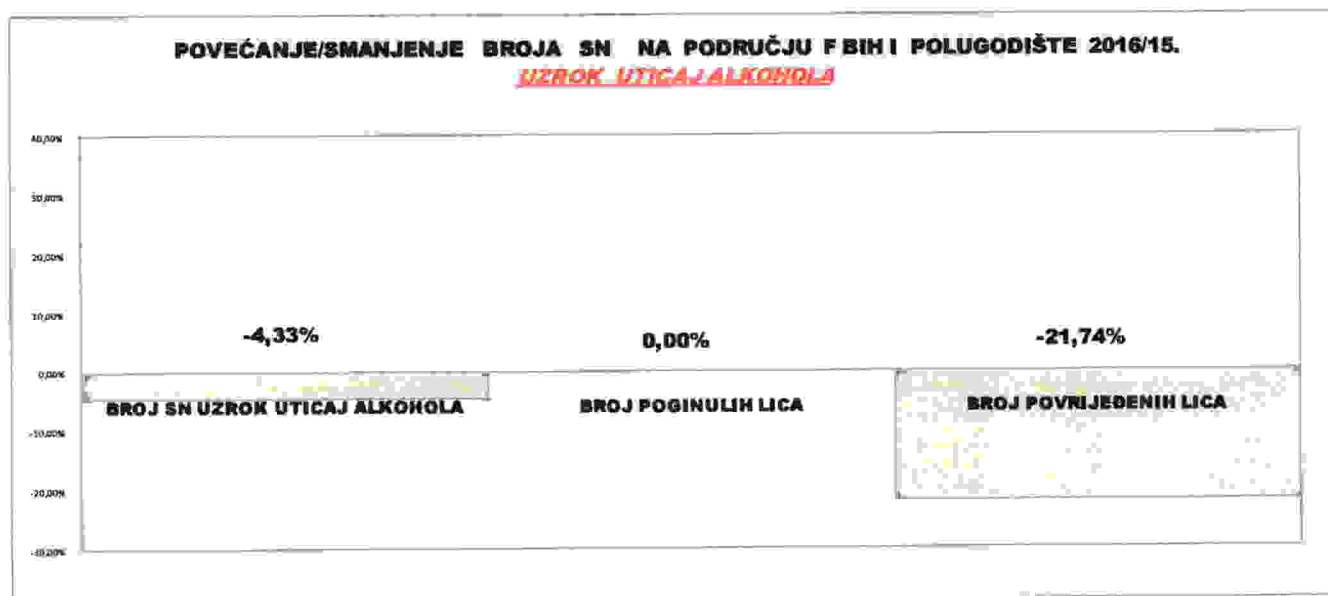 POVEĆANJE/SMANJENJE BROJA SN NA PODRUČJU F BIH I POLUGODIŠTE 2016/15.
UZROK UTICAJ ALKOHOLA
40,00%
30,00%
20,00%
10,00%
0,00%
-10,00%
-20,00%
-30,00%
-4,33%
0,00%
-21,74%
BROJ SN UZROK UTICAJ ALKOHOLA
BROJ POGINULIH LICA
BROJ POVRIJEĐENIH LICA